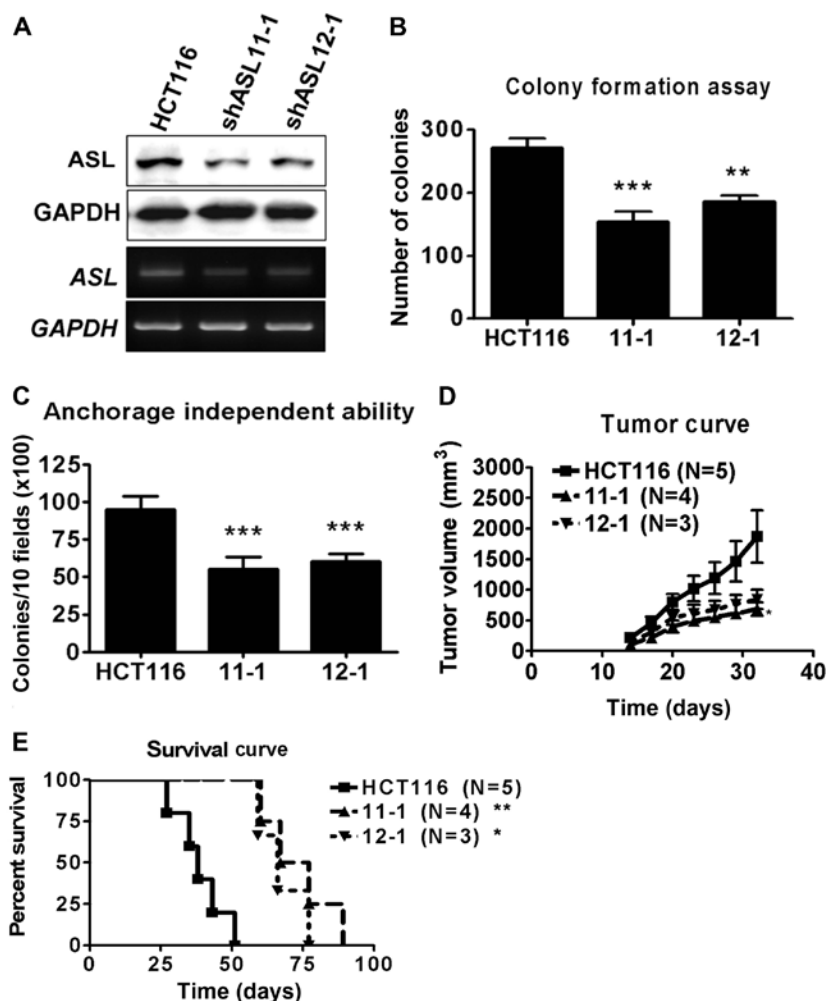 A
HCT116
shASL11-1
shASL12-1
ASL
GAPDH
ASL
GAPDH
B
Colony formation assay
Number of colonies
300
200
100
0
***
**
HCT116
11-1
12-1
C
Anchorage independent ability
Colonies/10 fields (x100)
125
100
75
50
25
0
***
***
HCT116
11-1
12-1
D
Tumor curve
Tumor volume (mm³)
3000
2500
2000
1500
1000
500
0
HCT116 (N=5)
11-1 (N=4)
12-1 (N=3)
*
0
10
20
30
40
Time (days)
E
Survival curve
Percent survival
100
75
50
25
0
HCT116 (N=5)
11-1 (N=4) **
12-1 (N=3) *
0
25
50
75
100
Time (days)